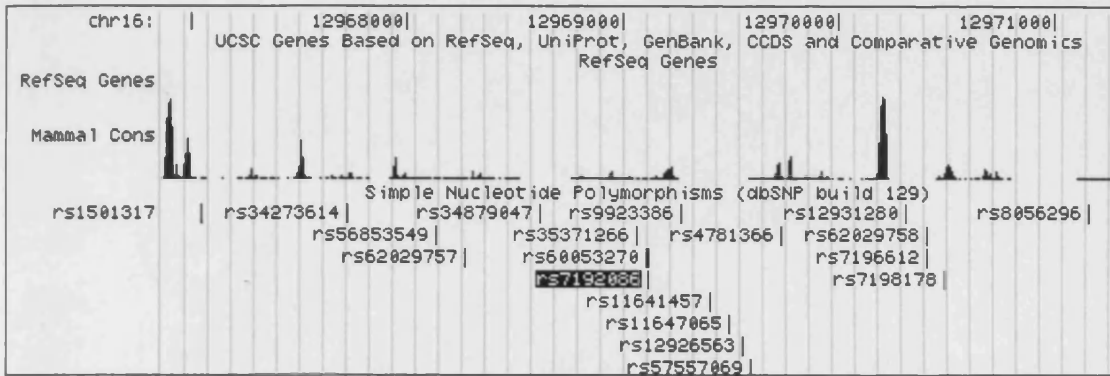 chr16: | 12968000| 12969000| 12970000| 12971000|
UCSC Genes Based on RefSeq, UniProt, GenBank, CCDS and Comparative Genomics
RefSeq Genes
RefSeq Genes
Mammal Cons
Simple Nucleotide Polymorphisms (dbSNP build 129)
rs1501317 | rs34273614| rs34879047| rs9923386| rs12931280| rs8056296|
rs56853549| rs35371266| rs4781366| rs62029758|
rs62029757| rs60053270| rs7196612|
rs7192086| rs7198178|
rs11641457|
rs11647065|
rs12926563|
rs57557069|